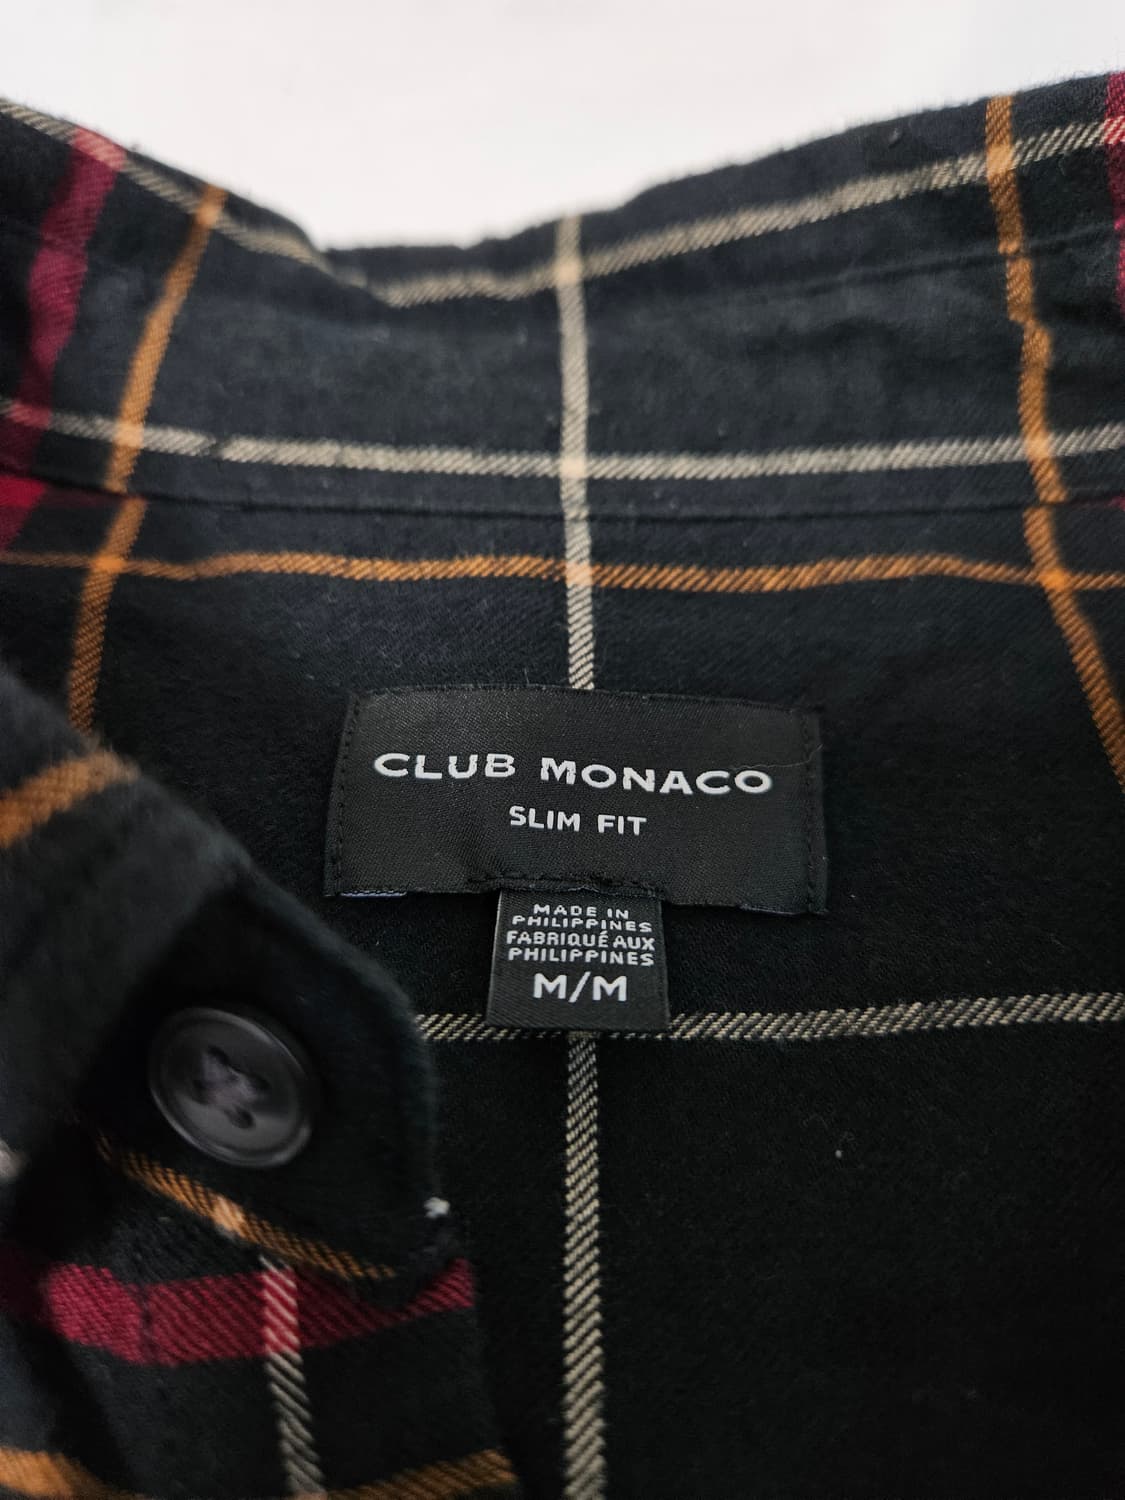 CLUB MONACO
SLIM FIT
MADE IN
PHILIPPINES
FABRIQUÉ AUX
PHILIPPINES
M/M